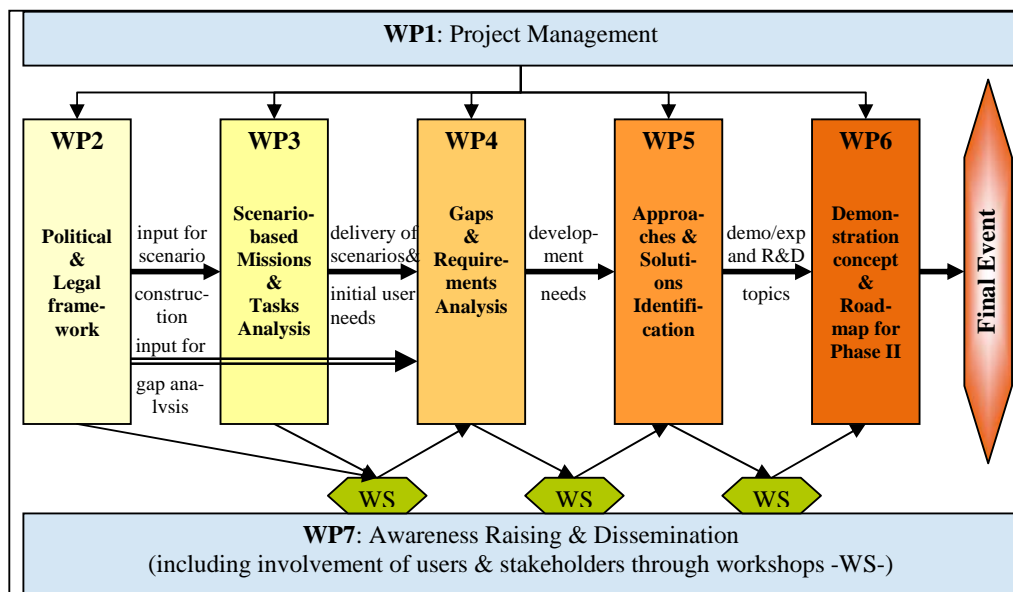 WP1: Project Management
WP2
Political
&
Legal
frame-
work
input for
scenario
construc-
tion
input for
gap ana-
lysis
WP3
Scenario-
based
Missions
&
Tasks
Analysis
delivery of
scenarios&
initial user
needs
WP4
Gaps
&
Require-
ments
Analysis
develop-
ment
needs
WP5
Approa-
ches &
Solutions
Identifi-
cation
demo/exp
and R&D
topics
WP6
Demon-
stration
concept
&
Road-
map for
Phase II
Final Event
WS
WS
WS
WP7: Awareness Raising & Dissemination
(including involvement of users & stakeholders through workshops -WS-)